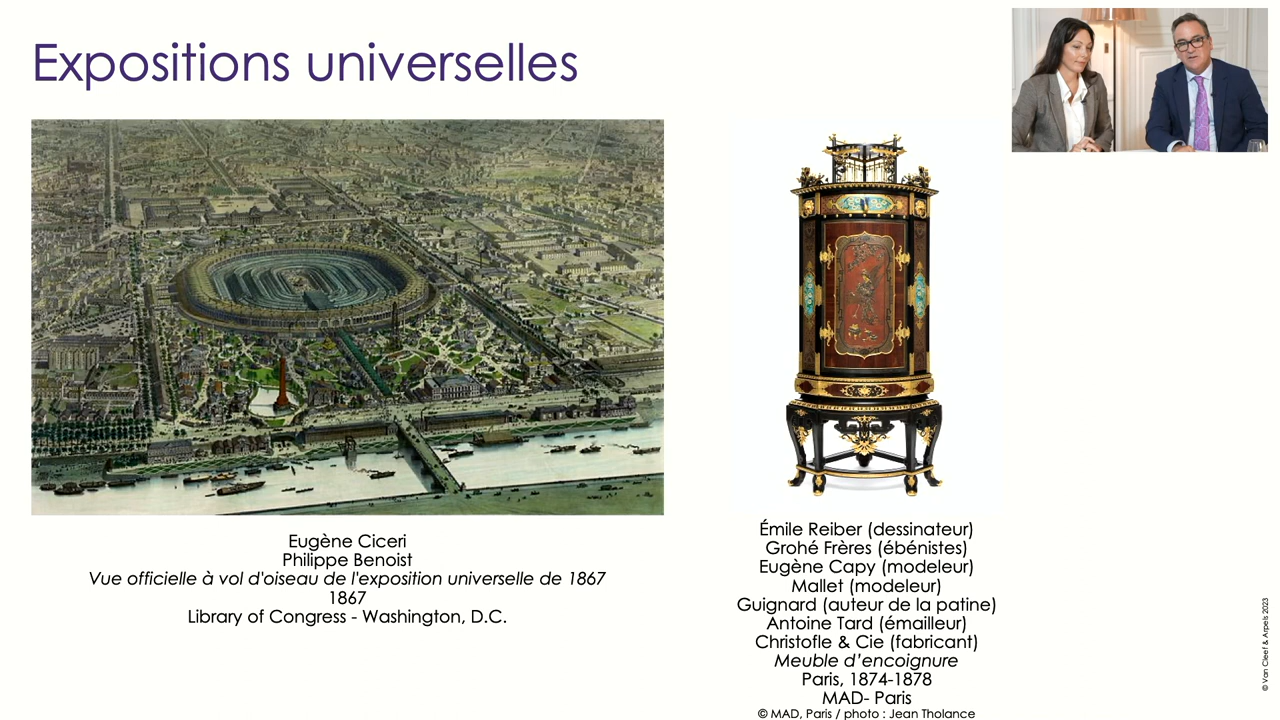 Expositions universelles
Eugène Ciceri
Philippe Benoist
Vue officielle à vol d'oiseau de l'exposition universelle de 1867
1867
Library of Congress - Washington, D.C.
Émile Reiber (dessinateur)
Grohé Frères (ébénistes)
Eugène Capy (modeleur)
Mallet (modeleur)
Guignard (auteur de la patine)
Antoine Tard (émailleur)
Christofle & Cie (fabricant)
Meuble d’encoignure
Paris, 1874-1878
MAD- Paris
© MAD, Paris / photo : Jean Tholance
© Van Cleef & Arpels 2023